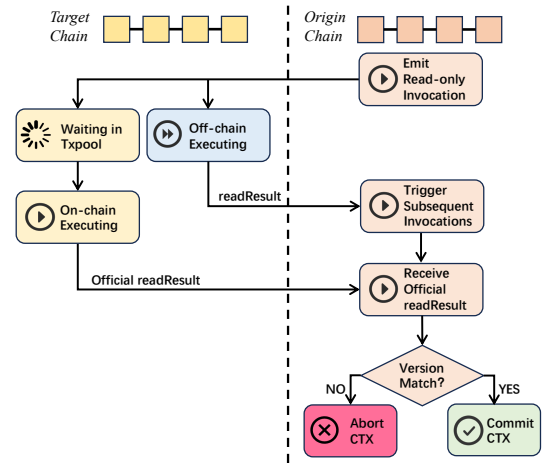 Target
Chain
Origin
Chain
Emit
Read-only
Invocation
Waiting in
Txpool
Off-chain
Executing
On-chain
Executing
readResult
Trigger
Subsequent
Invocations
Official readResult
Receive
Official
readResult
Version
Match?
NO
YES
Abort
CTX
Commit
CTX